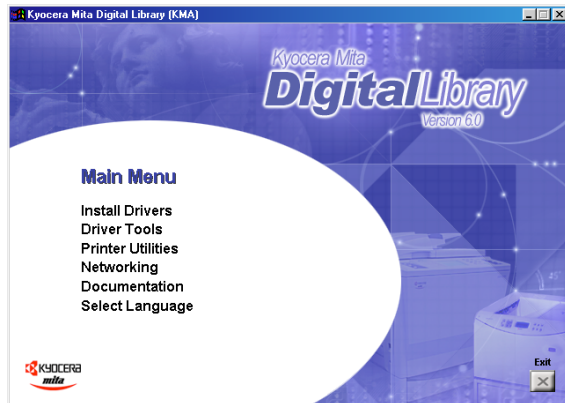 Kyocera Mita Digital Library (KMA)
Kyocera Mita
DigitalLibrary
Version 6.0
Main Menu
Install Drivers
Driver Tools
Printer Utilities
Networking
Documentation
Select Language
KYOCERA
mita
Exit